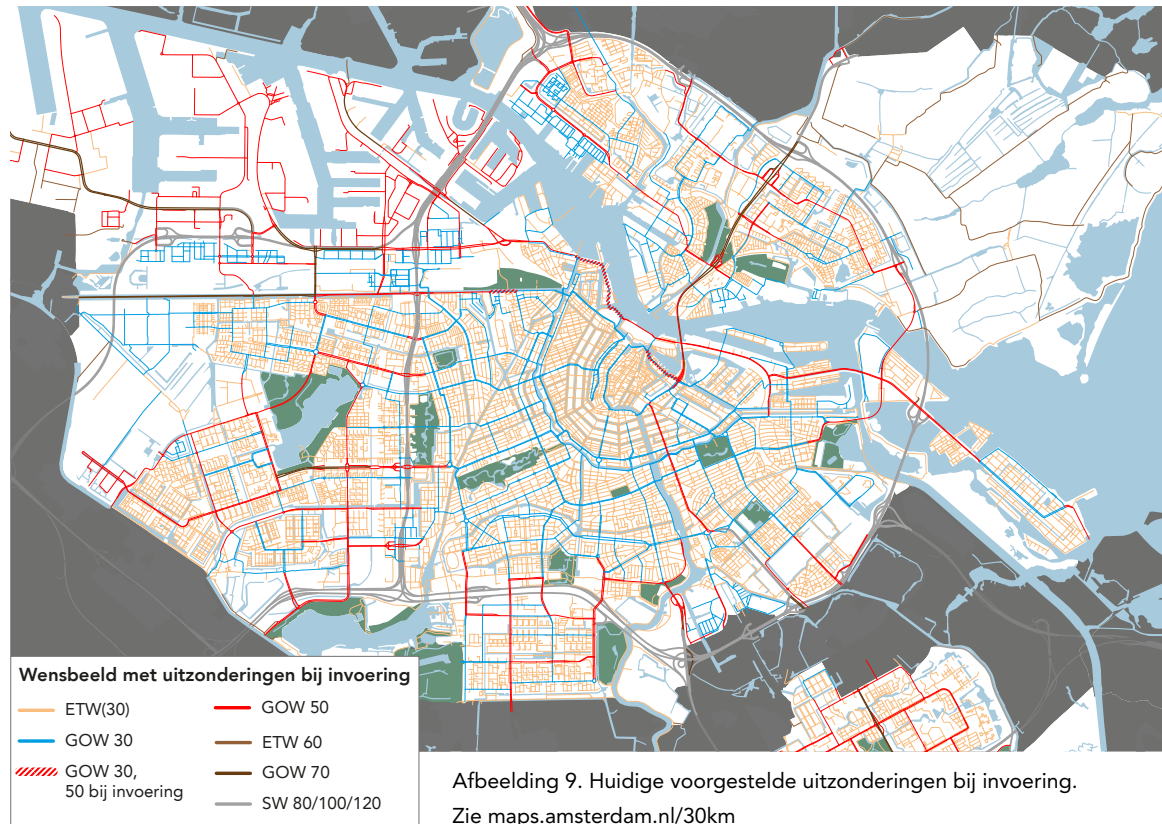 Wensbeeld met uitzonderingen bij invoering
ETW(30)
GOW 30
GOW 30,
50 bij invoering
GOW 50
ETW 60
GOW 70
SW 80/100/120
Afbeelding 9. Huidige voorgestelde uitzonderingen bij invoering.
Zie maps.amsterdam.nl/30km